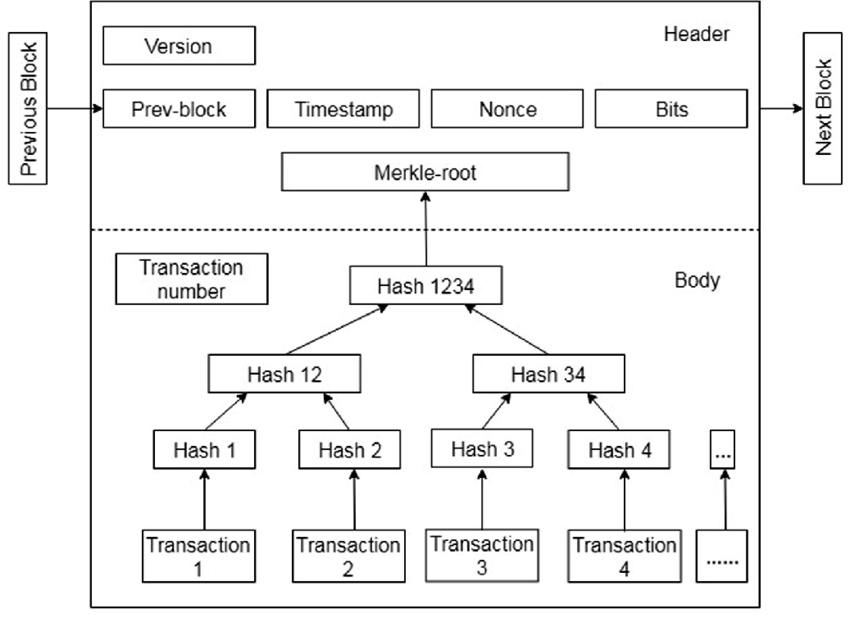 Header
Version
Previous Block
Prev-block
Timestamp
Nonce
Bits
Next Block
Merkle-root
Transaction
number
Hash 1234
Body
Hash 12
Hash 34
Hash 1
Hash 2
Hash 3
Hash 4
...
Transaction
1
Transaction
2
Transaction
3
Transaction
4
......